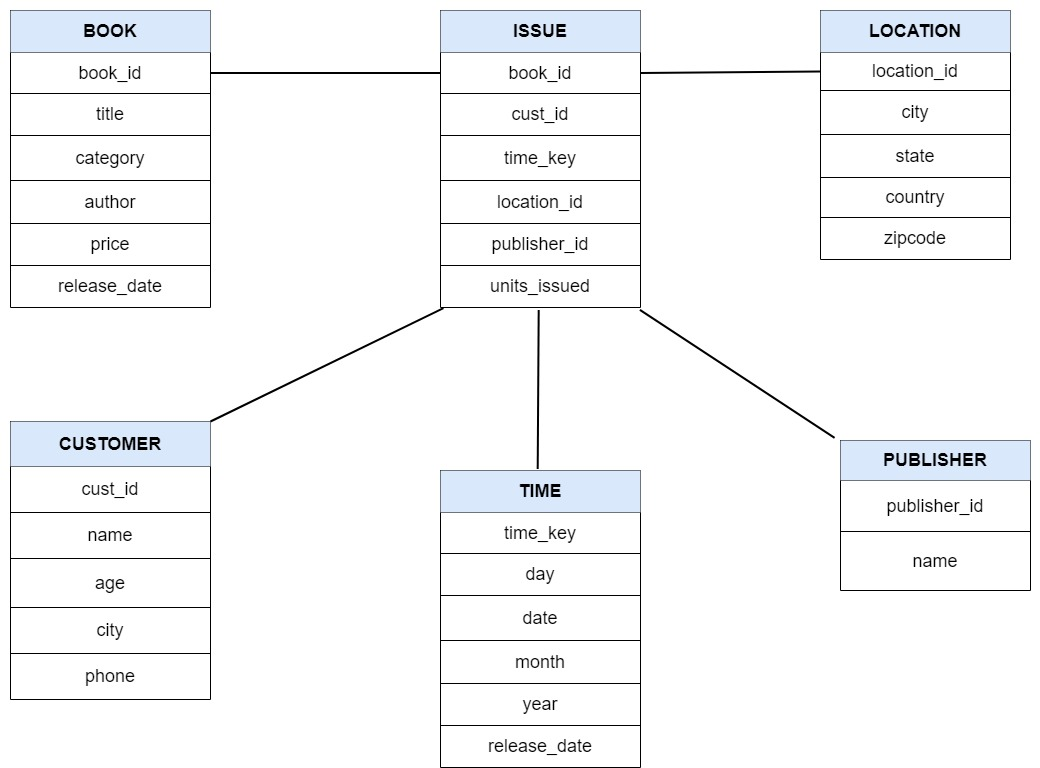 BOOK
book_id
title
category
author
price
release_date
ISSUE
book_id
cust_id
time_key
location_id
publisher_id
units_issued
LOCATION
location_id
city
state
country
zipcode
CUSTOMER
cust_id
name
age
city
phone
TIME
time_key
day
date
month
year
release_date
PUBLISHER
publisher_id
name